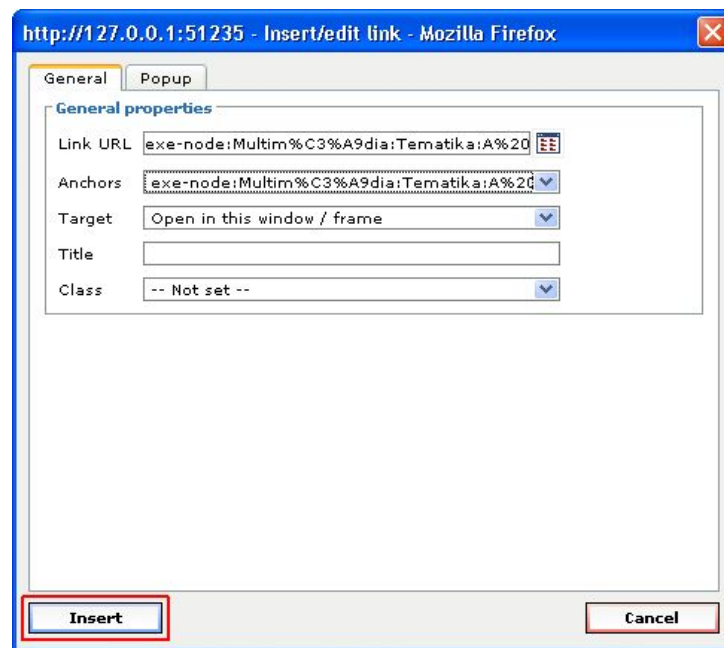 http://127.0.0.1:51235 - Insert/edit link - Mozilla Firefox
General Popup
General properties
Link URL exe-node:Multim%C3%A9dia:Tematika:A%20
Anchors exe-node:Multim%C3%A9dia:Tematika:A%20
Target Open in this window / frame
Title
Class -- Not set --
Insert Cancel